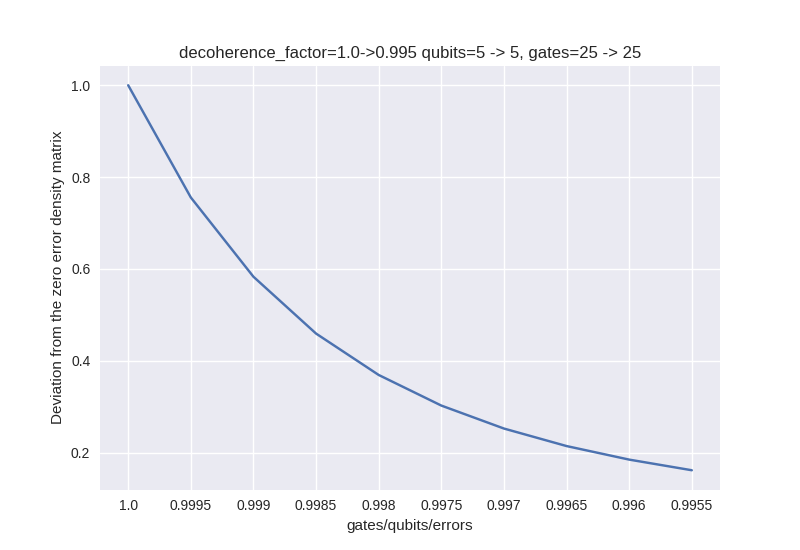 decoherence_factor=1.0->0.995 qubits=5 -> 5, gates=25 -> 25
Deviation from the zero error density matrix
1.0
0.8
0.6
0.4
0.2
1.0 0.9995 0.999 0.9985 0.998 0.9975 0.997 0.9965 0.996 0.9955
gates/qubits/errors